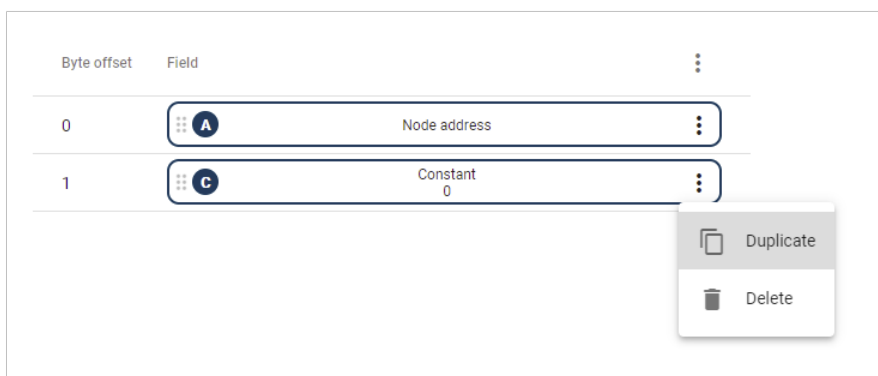 Byte offset Field
0 A Node address
1 C Constant
0
Duplicate
Delete